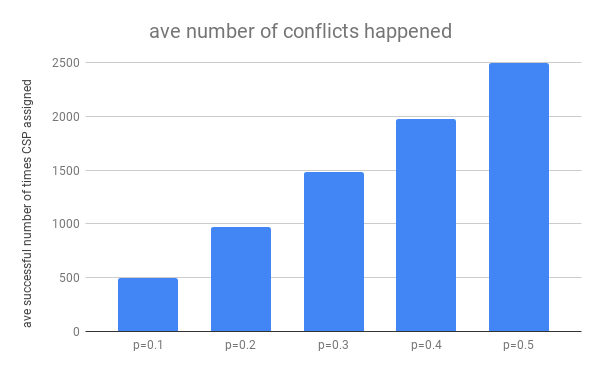 ave number of conflicts happened
ave successful number of times CSP assigned
2500
2000
1500
1000
500
0
p=0.1 p=0.2 p=0.3 p=0.4 p=0.5